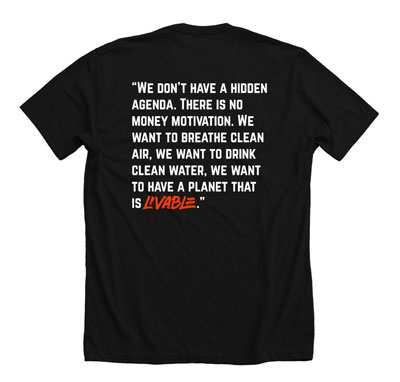 “WE DON’T HAVE A HIDDEN
AGENDA. THERE IS NO
MONEY MOTIVATION. WE
WANT TO BREATHE CLEAN
AIR, WE WANT TO DRINK
CLEAN WATER, WE WANT
TO HAVE A PLANET THAT
IS LIVABLE.”